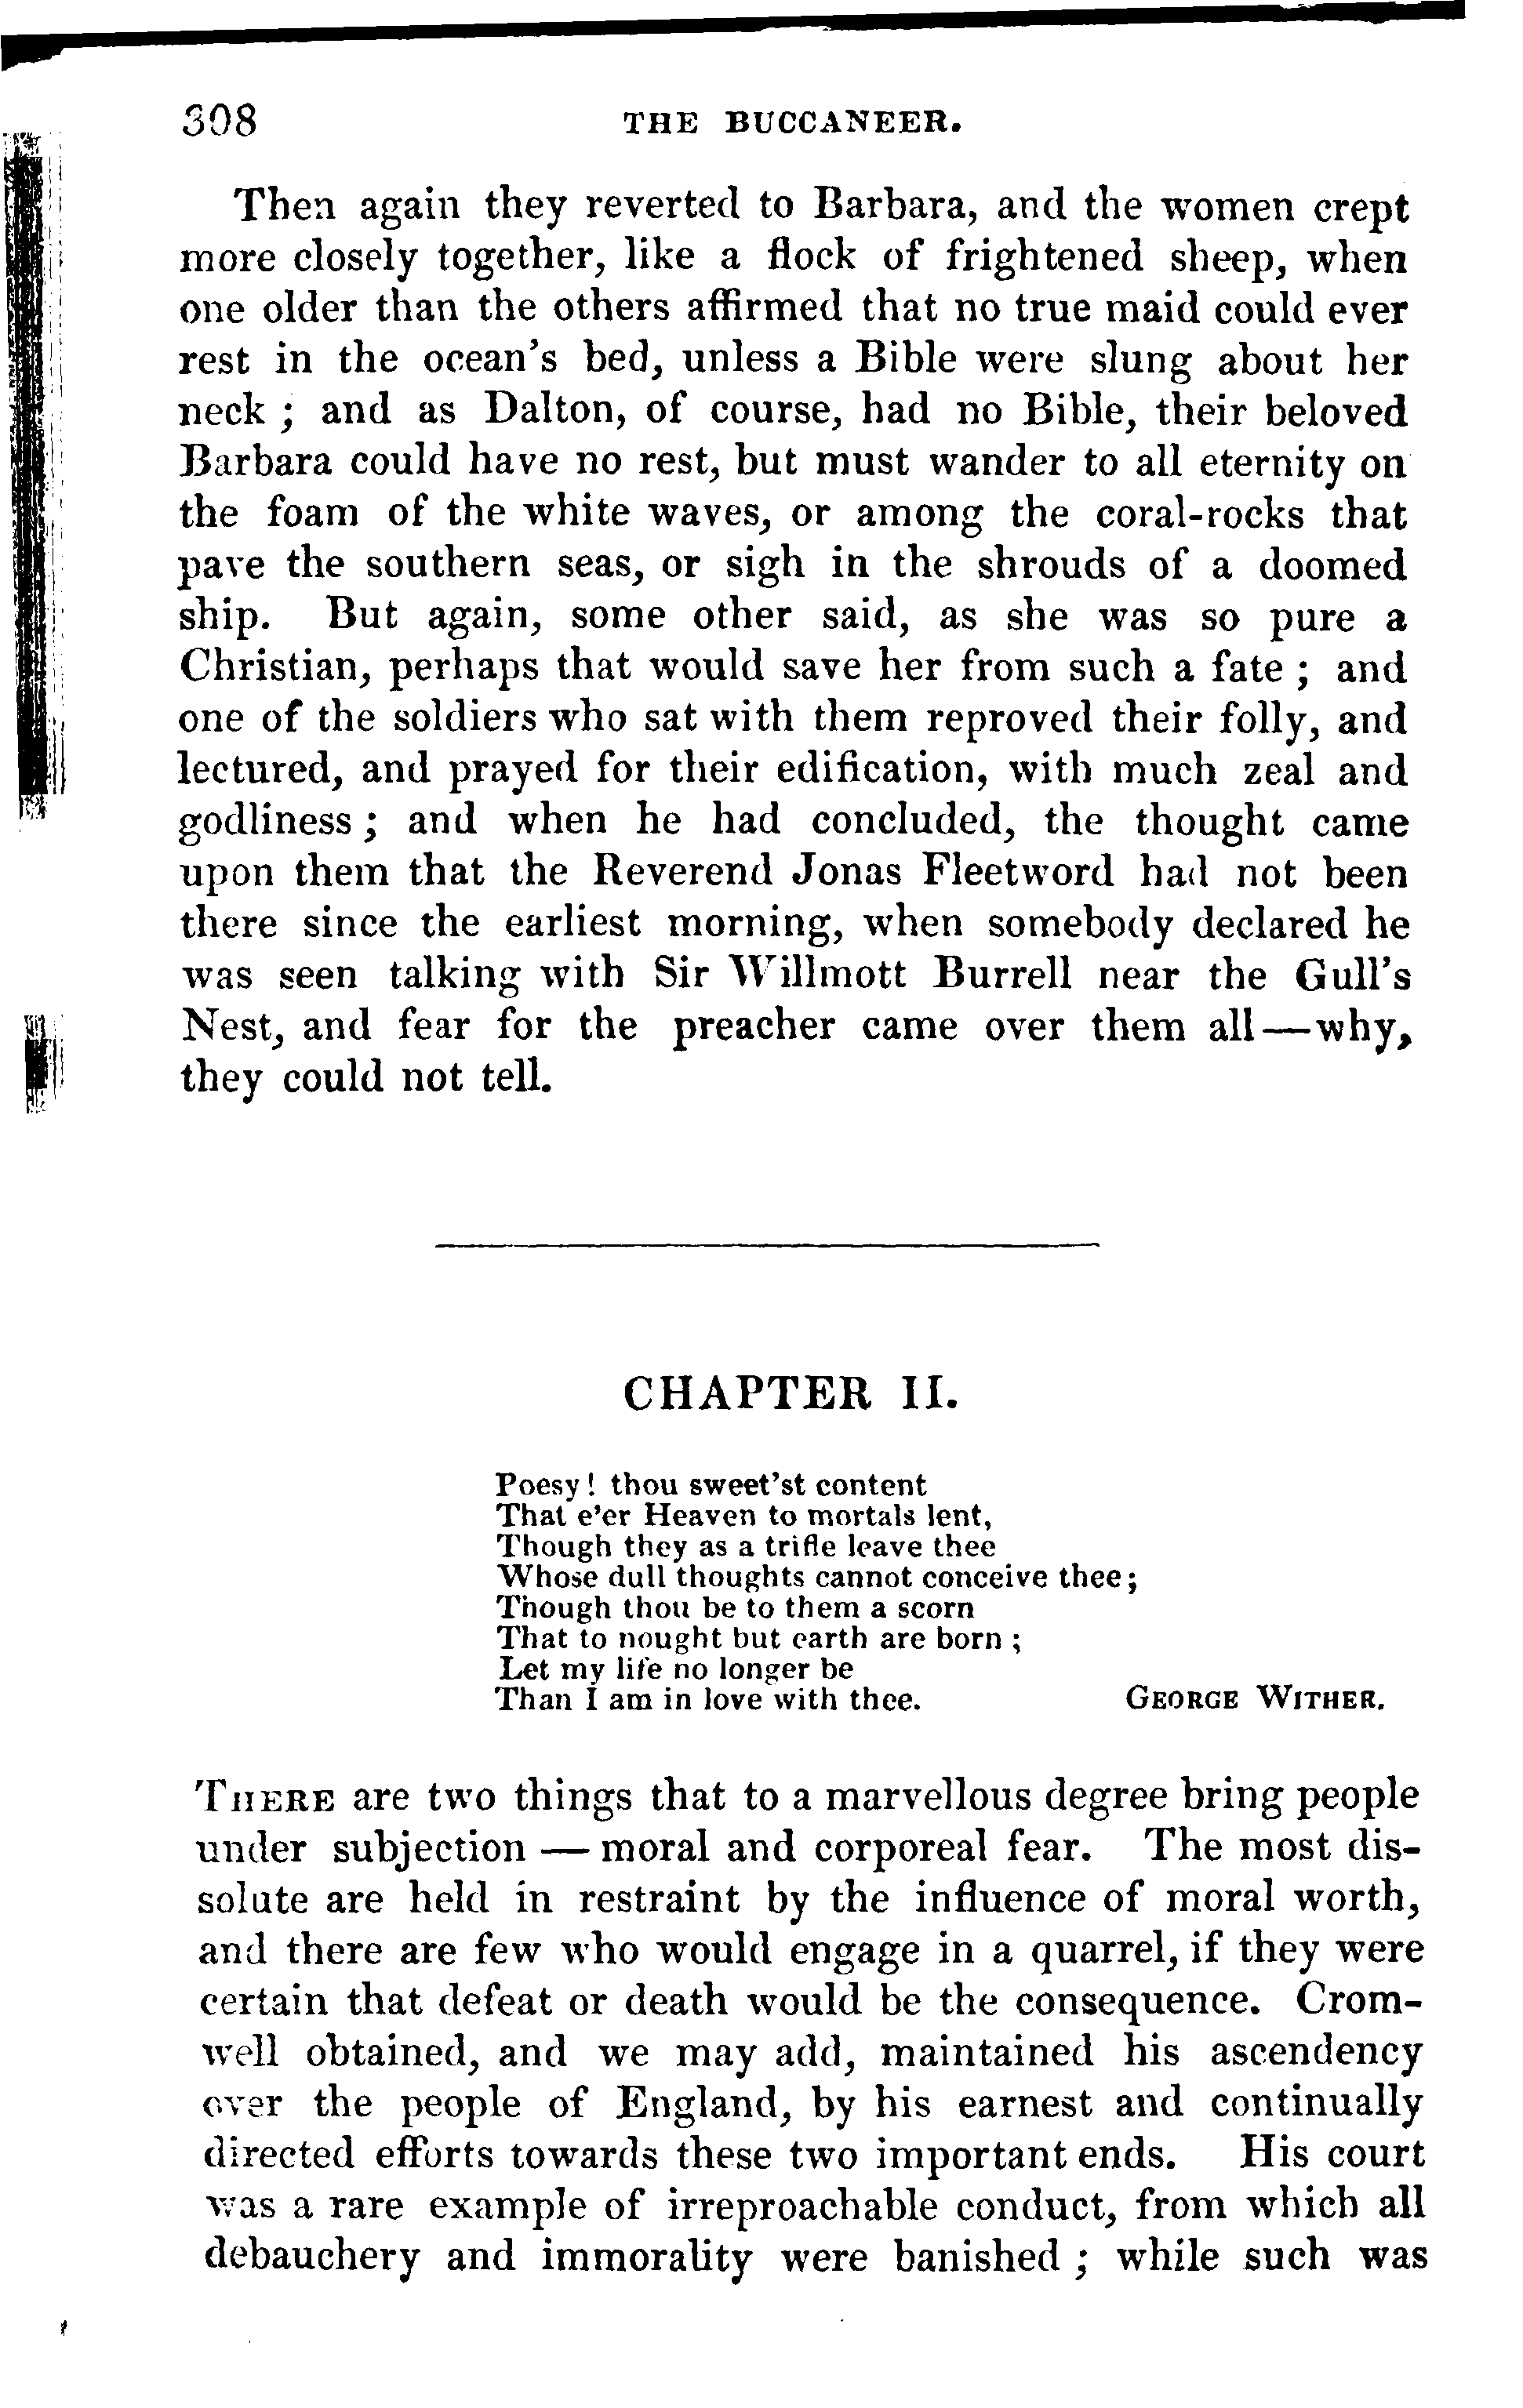 308 THE BUCCANEER.
Then again they reverted to Barbara, and the women crept
more closely together, like a flock of frightened sheep, when
one older than the others affirmed that no true maid could ever
rest in the ocean's bed, unless a Bible were slung about her
neck ; and as Dalton, of course, had no Bible, their beloved
Barbara could have no rest, but must wander to all eternity on
the foam of the white waves, or among the coral-rocks that
pave the southern seas, or sigh in the shrouds of a doomed
ship. But again, some other said, as she was so pure a
Christian, perhaps that would save her from such a fate ; and
one of the soldiers who sat with them reproved their folly, and
lectured, and prayed for their edification, with much zeal and
godliness ; and when he had concluded, the thought came
upon them that the Reverend Jonas Fleetword had not been
there since the earliest morning, when somebody declared he
was seen talking with Sir Willmott Burrell near the Gull's
Nest, and fear for the preacher came over them all—why,
they could not tell.
CHAPTER II.
Poesy ! thou sweet'st content
That e'er Heaven to mortals lent,
Though they as a trifle leave thee
Whose dull thoughts cannot conceive thee ;
Though thou be to them a scorn
That to nought but earth are born ;
Let my life no longer be
Than I am in love with thee. GEORGE WITHER.
THERE are two things that to a marvellous degree bring people
under subjection — moral and corporeal fear. The most dis-
solute are held in restraint by the influence of moral worth,
and there are few who would engage in a quarrel, if they were
certain that defeat or death would be the consequence. Crom-
well obtained, and we may add, maintained his ascendency
over the people of England, by his earnest and continually
directed efforts towards these two important ends. His court
was a rare example of irreproachable conduct, from which all
debauchery and immorality were banished ; while such was